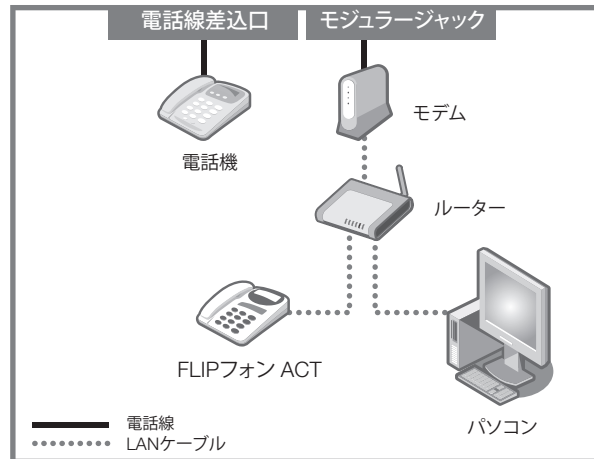 電話線差込口
モジュラージャック
モデム
電話機
ルーター
FLIPフォン ACT
パソコン
電話線
LANケーブル